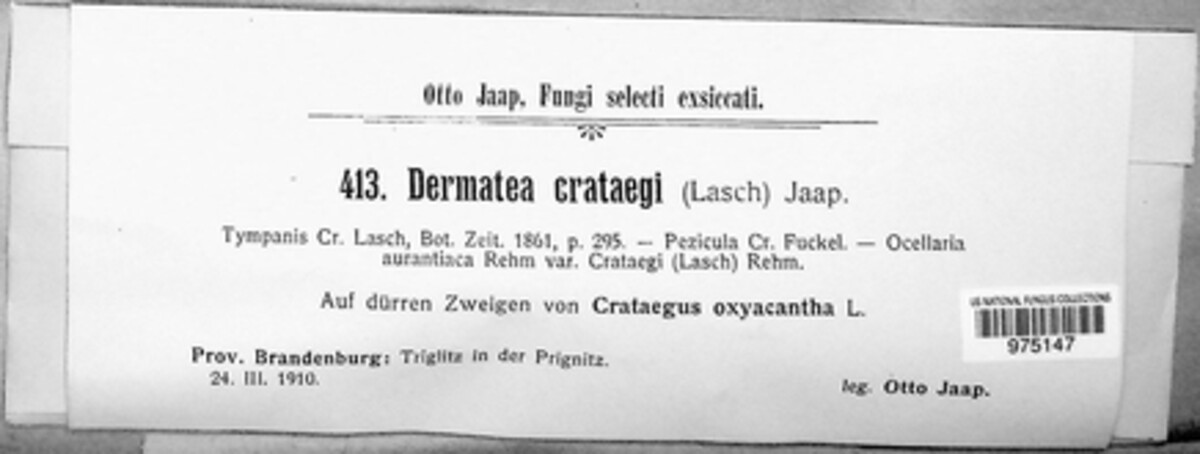 Otto Jaap, Fungi selecti exsiccati.
413. Dermatea crataegi (Lasch) Jaap.
Tympanis Cr. Lasch, Bot. Zeit. 1861, p. 295. — Pezicula Cr. Fuckel. — Ocellaria
aurantiaca Rehm var. Crataegi (Lasch) Rehm.
Auf dürren Zweigen von Crataegus oxyacantha L.
Prov. Brandenburg: Triglitz in der Prignitz.
24. III. 1910.
leg. Otto Jaap.
US NATIONAL FUNGUS COLLECTIONS
975147